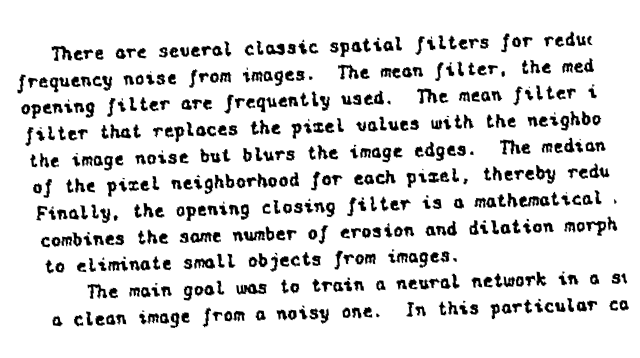 There are several classic spatial filters for reduc
frequency noise from images. The mean filter, the med
opening filter are frequently used. The mean filter i
filter that replaces the pixel values with the neighbo
the image noise but blurs the image edges. The median
of the pixel neighborhood for each pixel, thereby redu
Finally, the opening closing filter is a mathematical
combines the same number of erosion and dilation morph
to eliminate small objects from images.
The main goal was to train a neural network in a su
a clean image from a noisy one. In this particular ca